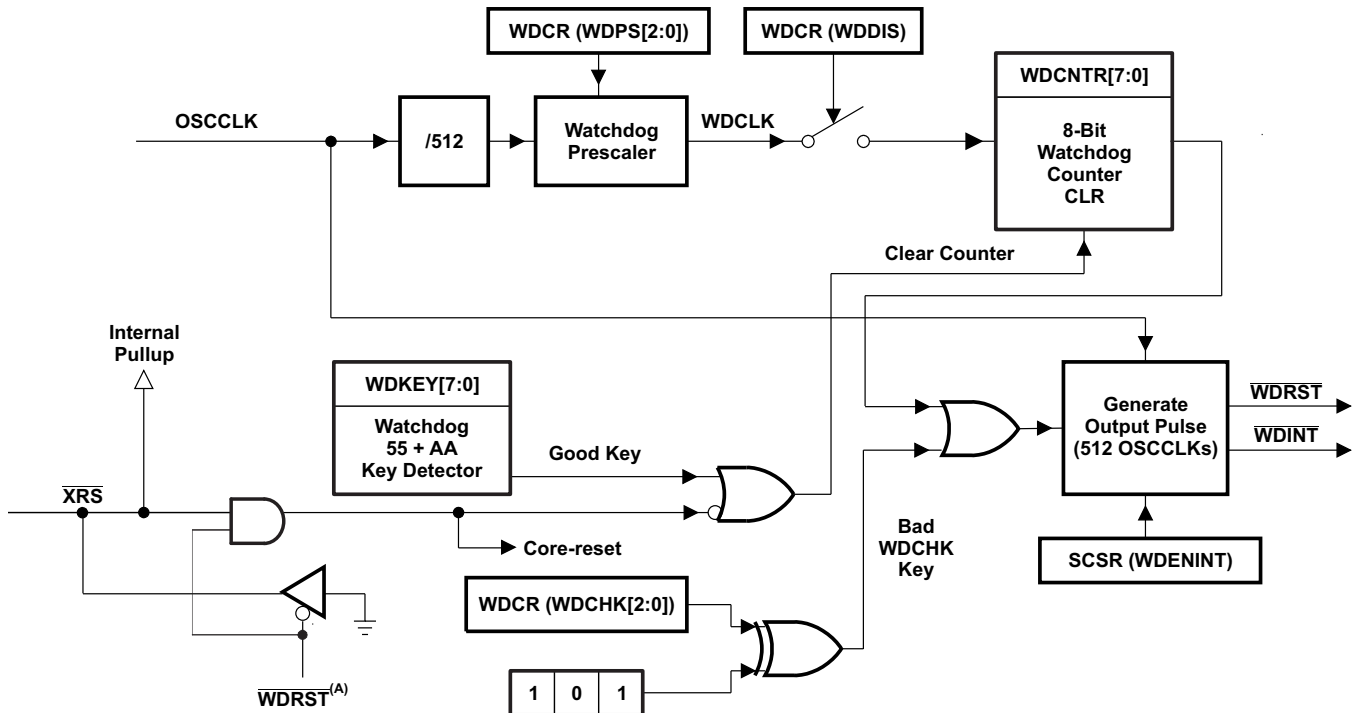 WDCR (WDPS[2:0])
WDCR (WDDIS)
WDCNTR[7:0]
OSCCLK
/512
Watchdog
Prescaler
WDCLK
8-Bit
Watchdog
Counter
CLR
Clear Counter
Internal
Pullup
WDKEY[7:0]
Watchdog
55 + AA
Key Detector
Good Key
Generate
Output Pulse
(512 OSCCLKs)
WDRST
WDINT
XRS
Core-reset
Bad
WDCHK
Key
SCSR (WDENINT)
WDCR (WDCHK[2:0])
WDRST(A)
1 0 1